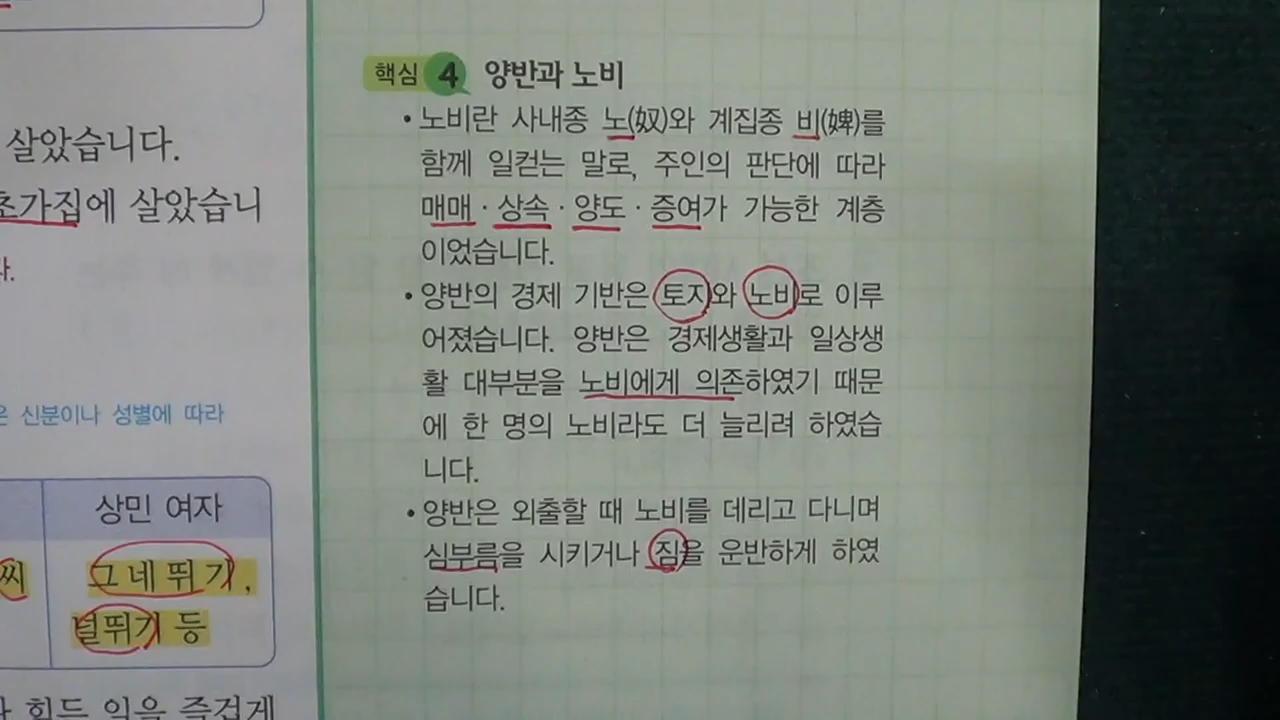 살았습니다.
초가집에 살았습니
다.
은 신분이나 성별에 따라
상민 여자
씨
그네뛰기,
널뛰기 등
힘든 일을 즐겁게
핵심 4 양반과 노비
• 노비란 사내종 노(奴)와 계집종 비(婢)를
함께 일컫는 말로, 주인의 판단에 따라
매매 · 상속 · 양도 · 증여가 가능한 계층
이었습니다.
• 양반의 경제 기반은 토지와 노비로 이루
어졌습니다. 양반은 경제생활과 일상생
활 대부분을 노비에게 의존하였기 때문
에 한 명의 노비라도 더 늘리려 하였습
니다.
• 양반은 외출할 때 노비를 데리고 다니며
심부름을 시키거나 짐을 운반하게 하였
습니다.